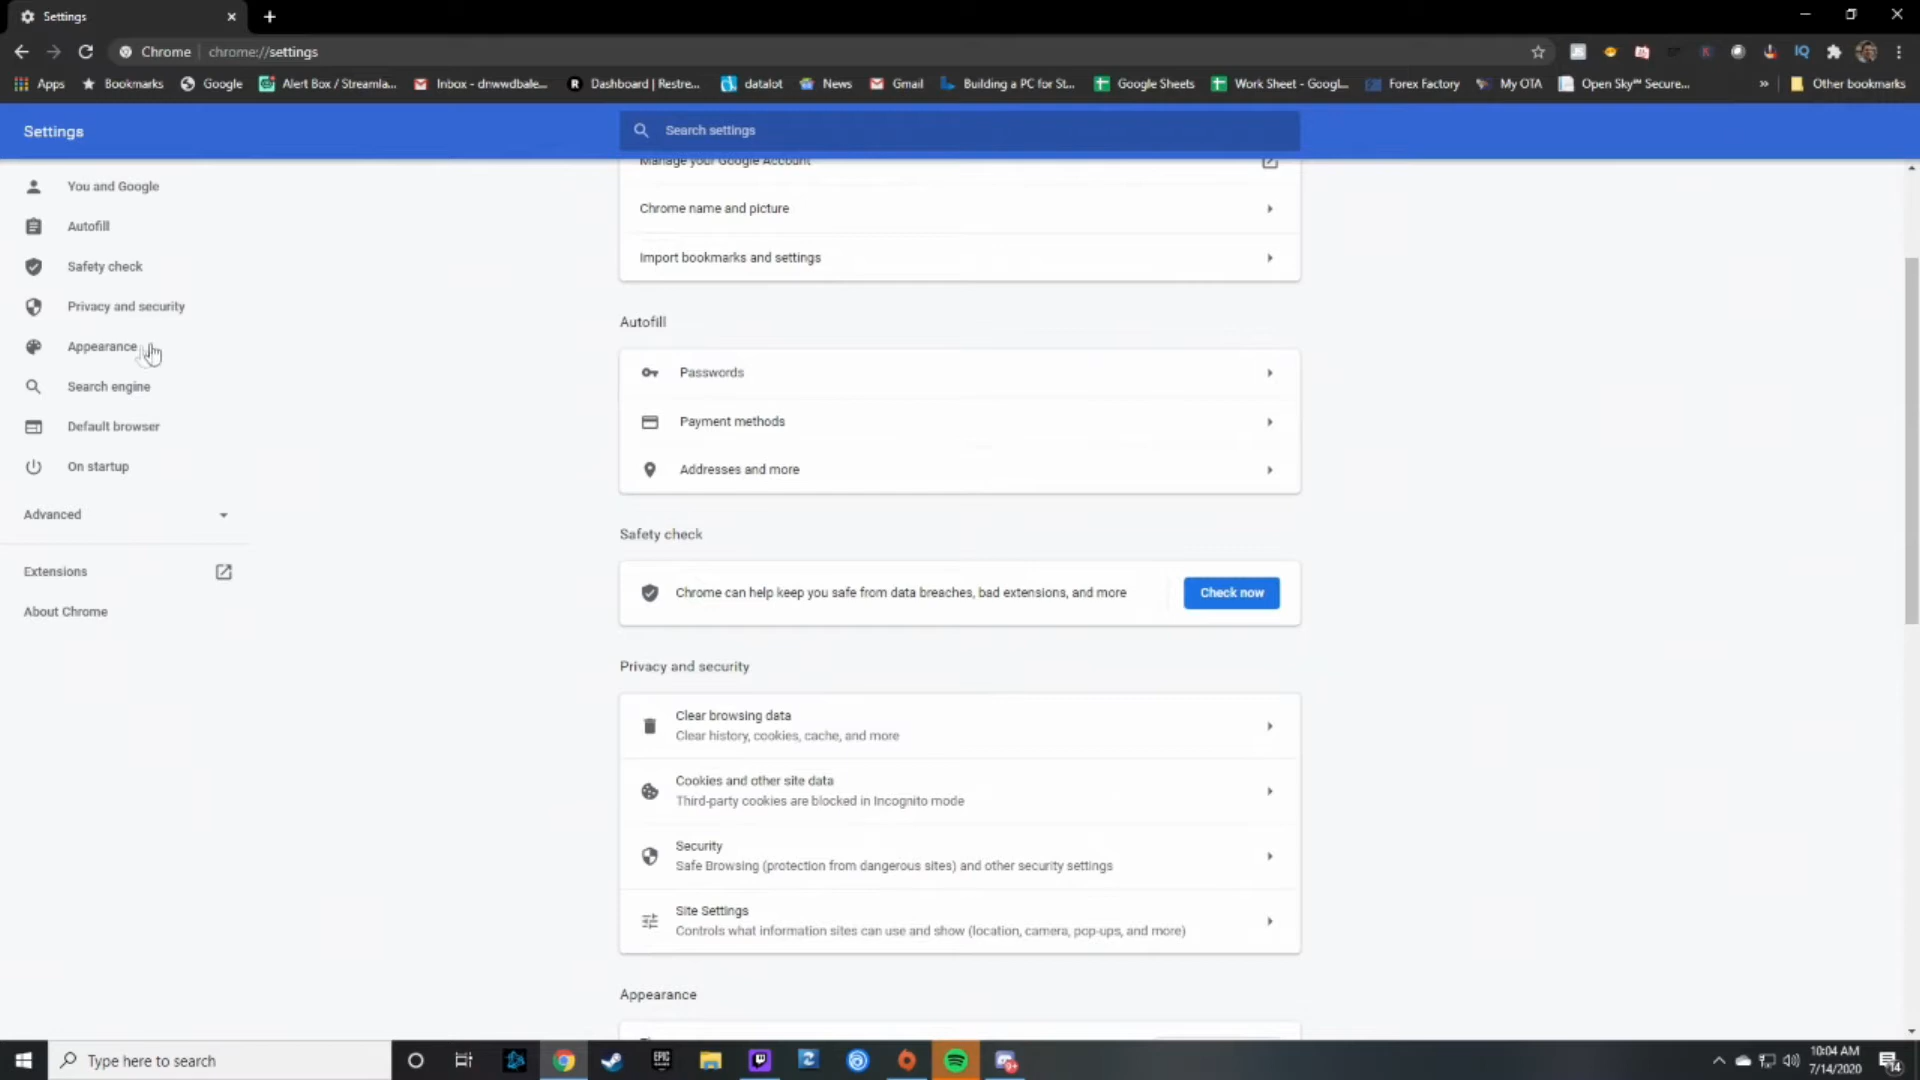 Settings
Chrome
chrome://settings
Apps
Bookmarks
Google
Alert Box / Streamla...
Inbox - dnwwdbale...
Dashboard | Restre...
datalot
News
Gmail
Building a PC for St...
Google Sheets
Work Sheet - Googl...
Forex Factory
My OTA
Open Sky℠ Secure...
»
Other bookmarks
Settings
Search settings
You and Google
Autofill
Safety check
Privacy and security
Appearance
Search engine
Default browser
On startup
Advanced
Extensions
About Chrome
Manage your Google Account
Chrome name and picture
Import bookmarks and settings
Autofill
Passwords
Payment methods
Addresses and more
Safety check
Chrome can help keep you safe from data breaches, bad extensions, and more
Check now
Privacy and security
Clear browsing data
Clear history, cookies, cache, and more
Cookies and other site data
Third-party cookies are blocked in Incognito mode
Security
Safe Browsing (protection from dangerous sites) and other security settings
Site Settings
Controls what information sites can use and show (location, camera, pop-ups, and more)
Appearance
Type here to search
EPIC
10:04 AM
7/14/2020
14